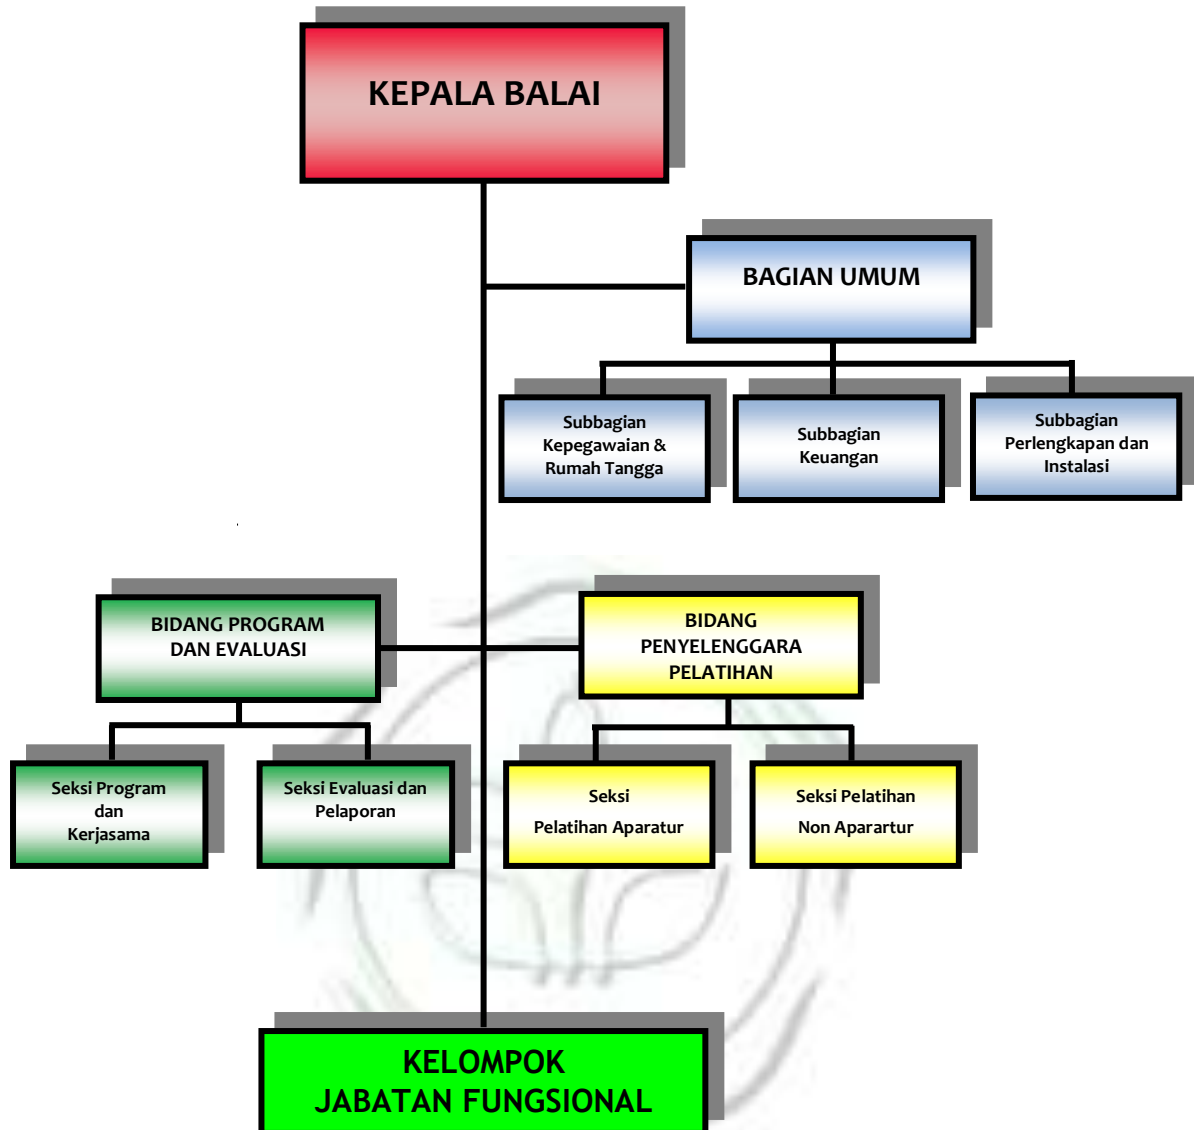 KEPALA BALAI
BAGIAN UMUM
Subbagian
Kepegawaian &
Rumah Tangga
Subbagian
Keuangan
Subbagian
Perlengkapan dan
Instalasi
BIDANG PROGRAM
DAN EVALUASI
BIDANG
PENYELENGGARA
PELATIHAN
Seksi Program
dan
Kerjasama
Seksi Evaluasi dan
Pelaporan
Seksi
Pelatihan Aparatur
Seksi Pelatihan
Non Aparartur
KELOMPOK
JABATAN FUNGSIONAL